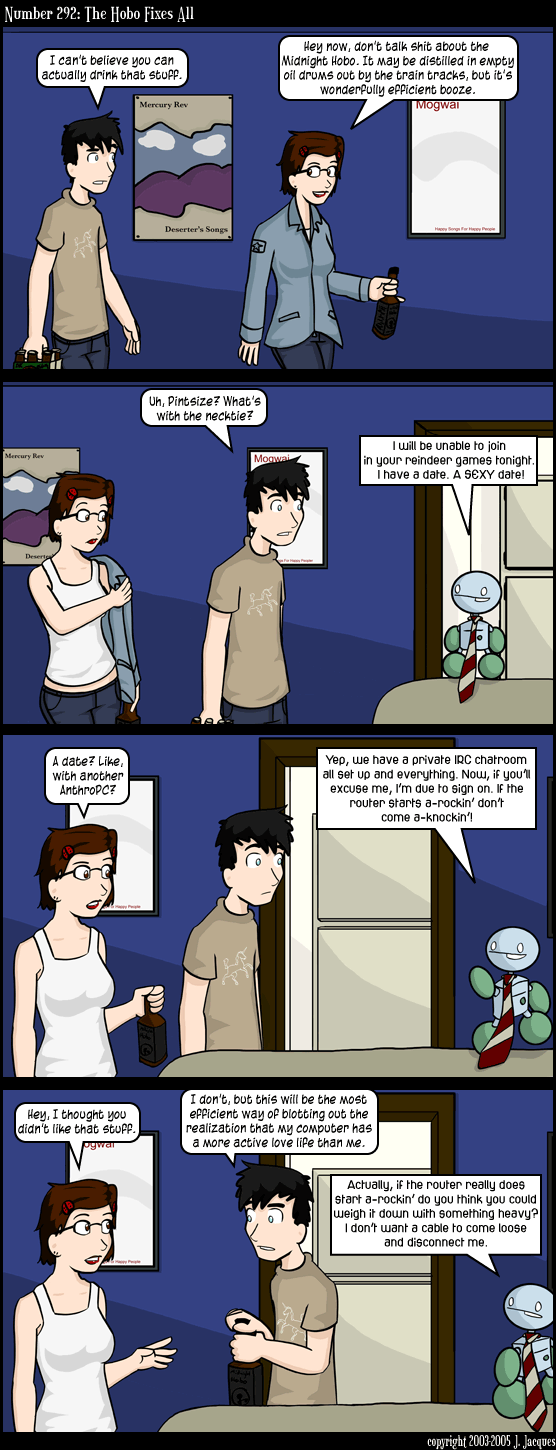 Number 292: The Hobo Fixes All
I can't believe you can
actually drink that stuff.
Hey now, don't talk shit about the
Midnight Hobo. It may be distilled in empty
oil drums out by the train tracks, but it's
wonderfully efficient booze.
Mercury Rev
Deserter's Songs
Mogwai
Happy Songs For Happy People
Uh, Pintsize? What's
with the necktie?
I will be unable to join
in your reindeer games tonight.
I have a date. A SEXY date!
Mercury Rev
Deserter
Mogwai
Songs For Happy People
A date? Like,
with another
AnthroPC?
Yep, we have a private IRC chatroom
all set up and everything. Now, if you'll
excuse me, I'm due to sign on. If the
router starts a-rockin' don't
come a-knockin'!
Happy People
Hey, I thought you
didn't like that stuff.
I don't, but this will be the most
efficient way of blotting out the
realization that my computer has
a more active love life than me.
Actually, if the router really does
start a-rockin' do you think you could
weigh it down with something heavy?
I don't want a cable to come loose
and disconnect me.
ogwai
Happy People
copyright 2003-2005 J. Jacques